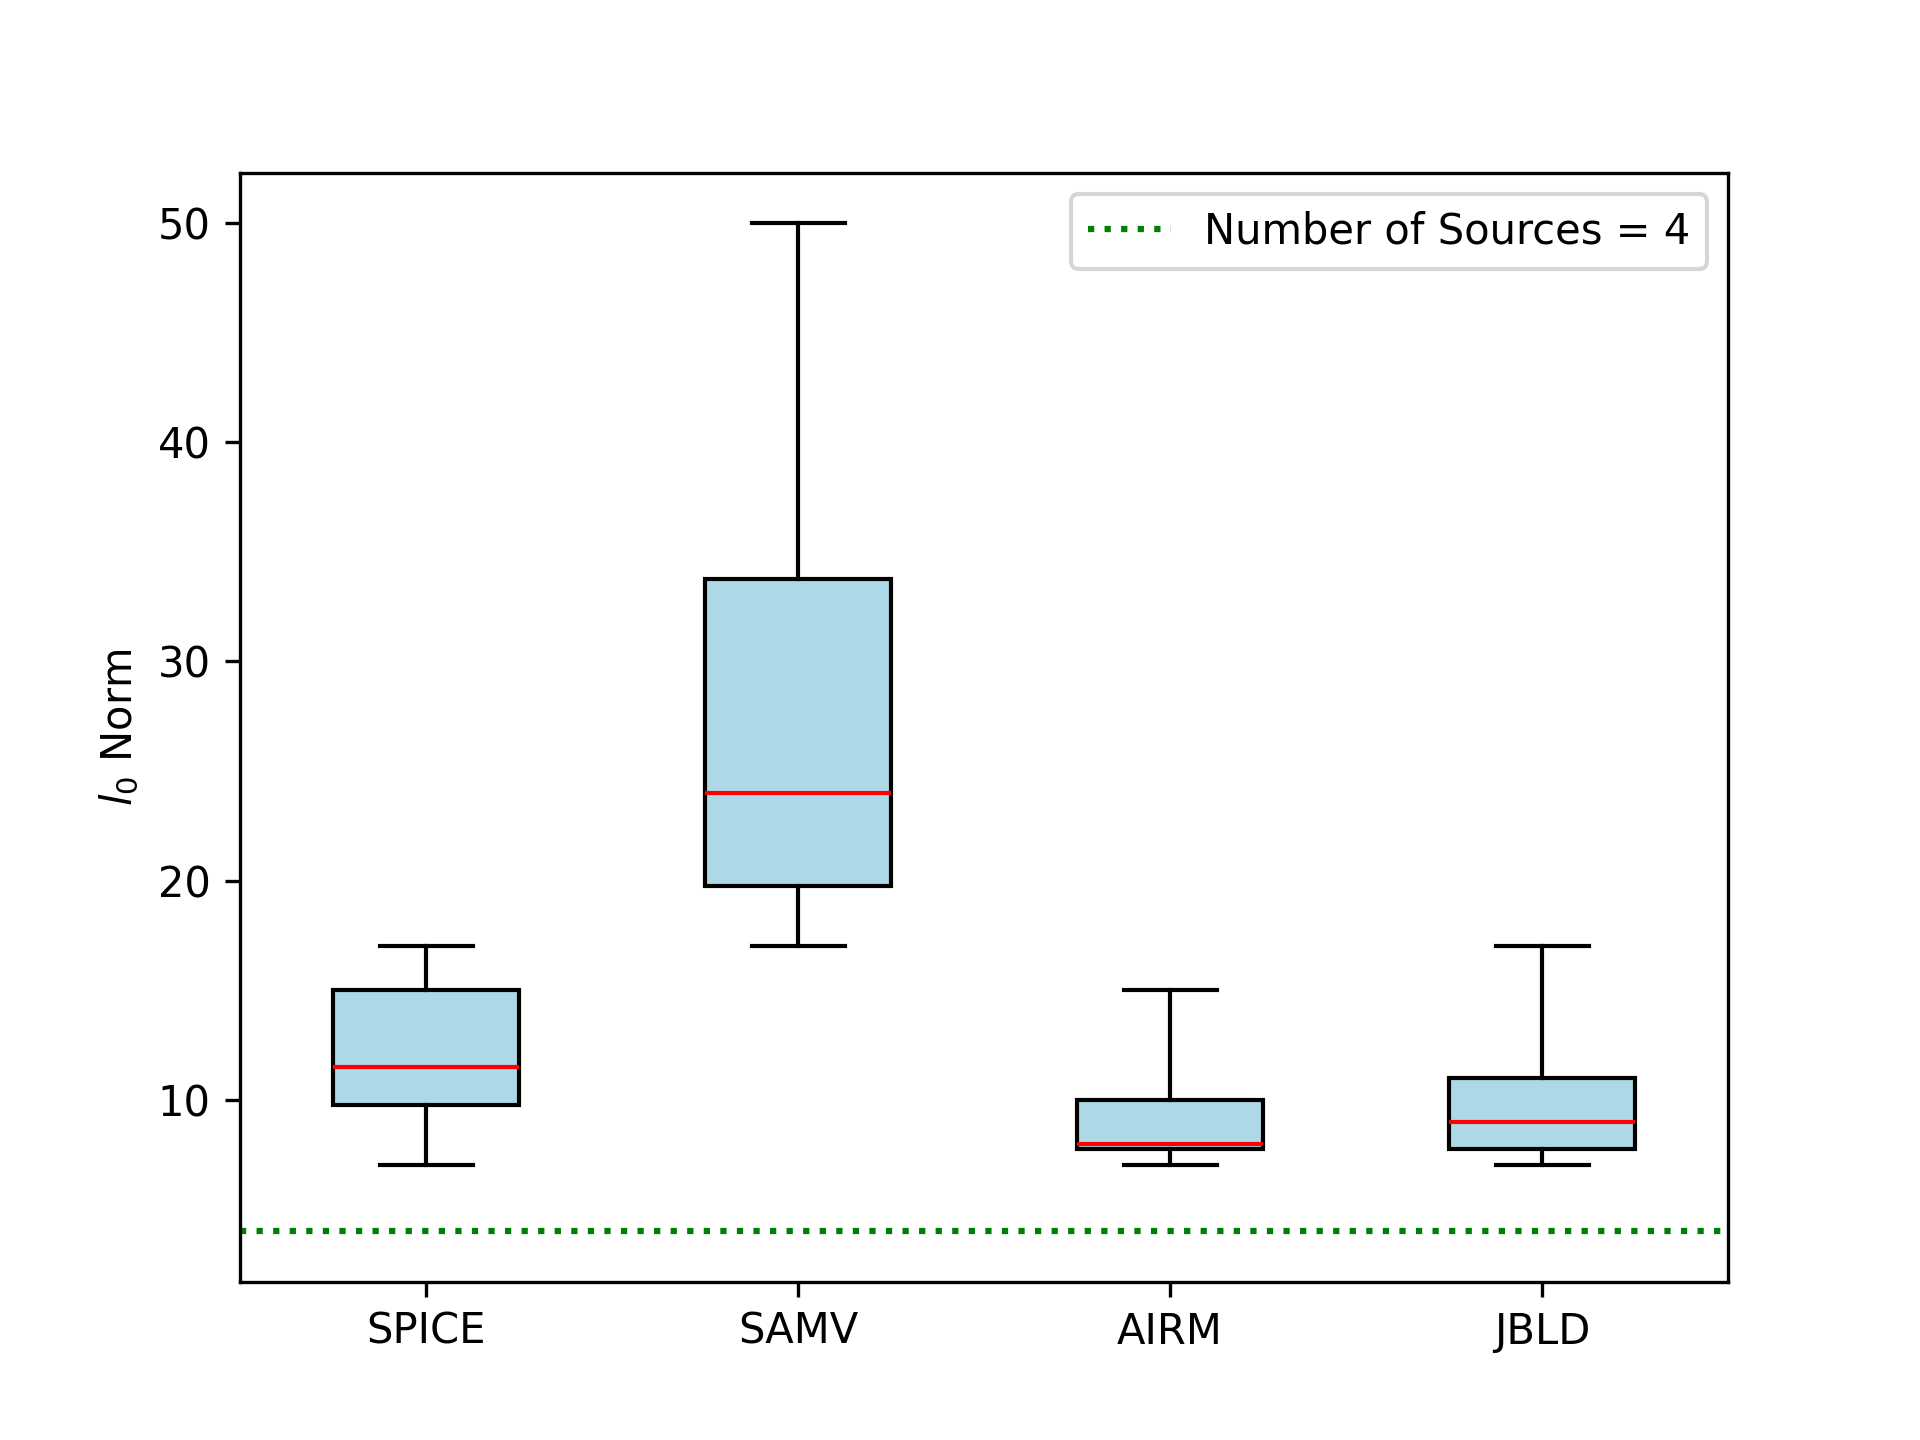 Number of Sources = 4
l₀ Norm
50
40
30
20
10
SPICE
SAMV
AIRM
JBLD